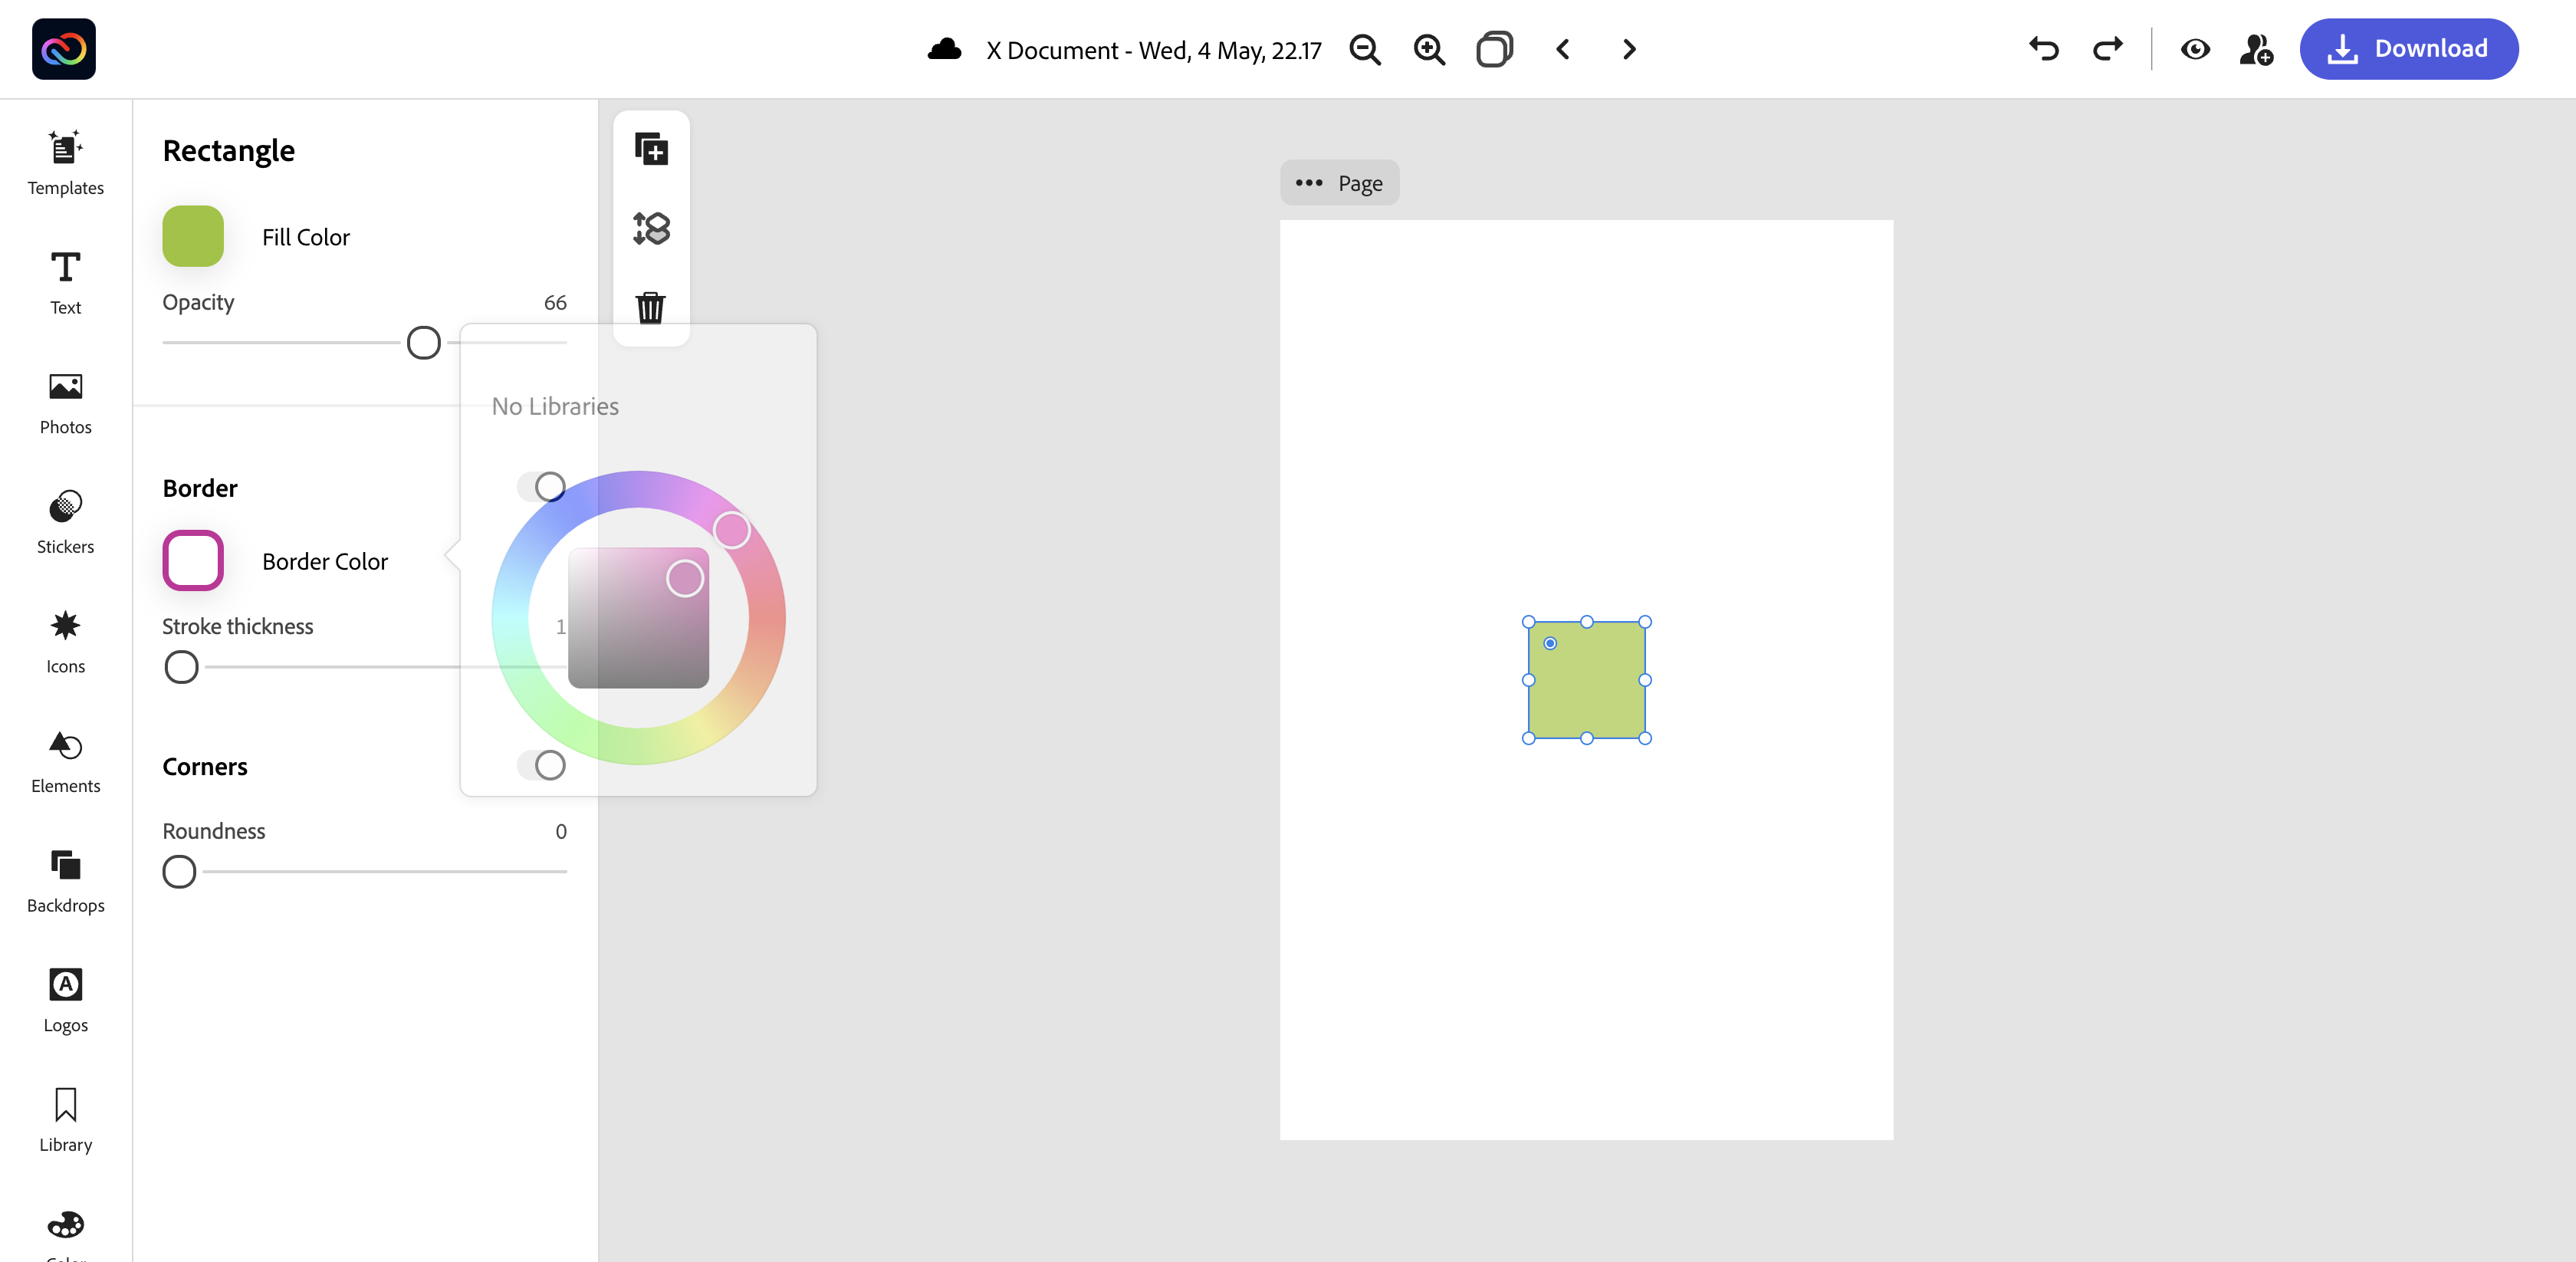 X Document - Wed, 4 May, 22.17
Download
Templates
Text
Photos
Stickers
Icons
Elements
Backdrops
Logos
Library
Rectangle
Fill Color
Opacity 66
No Libraries
Border
Border Color
Stroke thickness 1
Corners
Roundness 0
Page